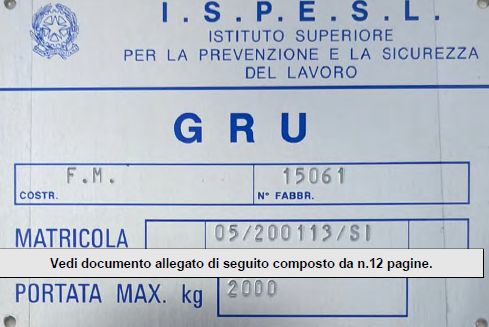 I.S.P.E.S.L.
ISTITUTO SUPERIORE
PER LA PREVENZIONE E LA SICUREZZA
DEL LAVORO
GRU
F.M. 15061
COSTR. N° FABBR.
MATRICOLA 05/200113/SI
Vedi documento allegato di seguito composto da n.12 pagine.
PORTATA MAX. kg 2000